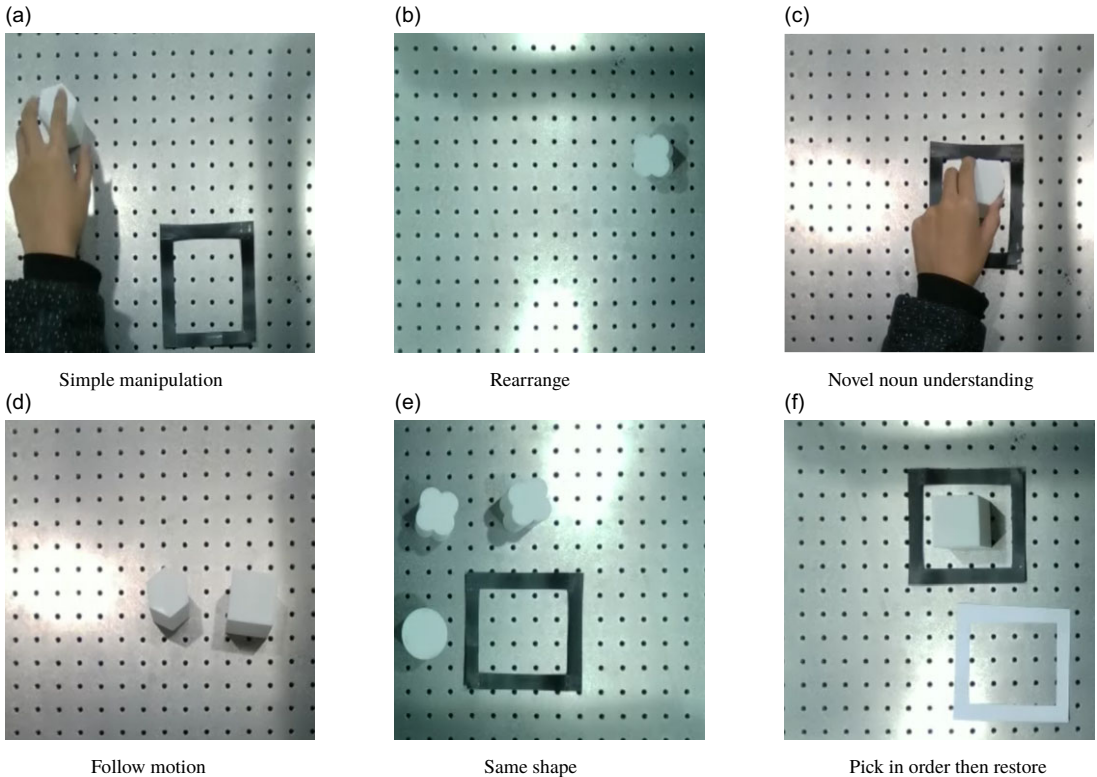 (a)
(b)
(c)
Simple manipulation
Rearrange
Novel noun understanding
(d)
(e)
(f)
Follow motion
Same shape
Pick in order then restore